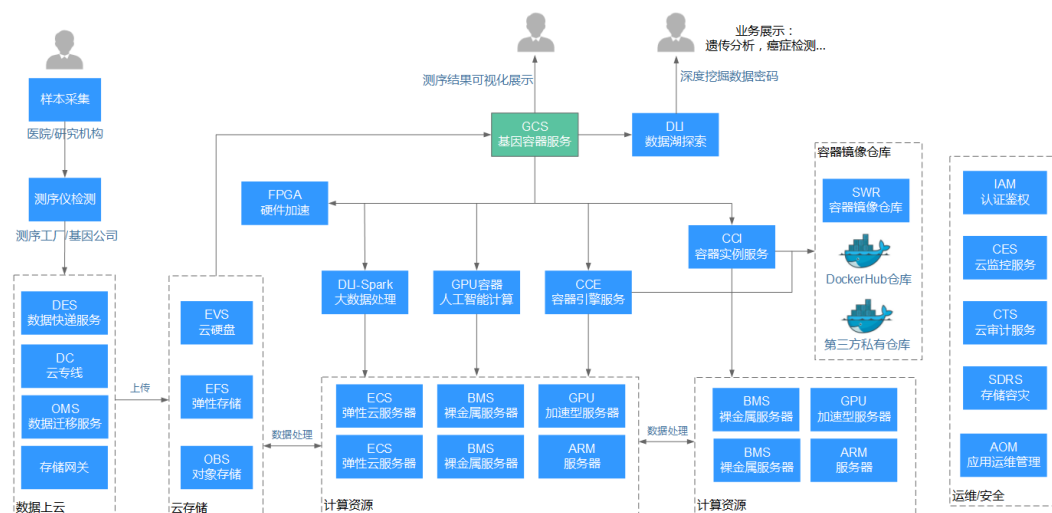 业务展示：
遗传分析，癌症检测...
测序结果可视化展示
深度挖掘数据密码
样本采集
医院/研究机构
测序仪检测
测序工厂/基因公司
GCS
基因容器服务
DLI
数据湖探索
FPGA
硬件加速
CCI
容器实例服务
DLI-Spark
大数据处理
GPU容器
人工智能计算
CCE
容器引擎服务
容器镜像仓库
SWR
容器镜像仓库
DockerHub仓库
第三方私有仓库
IAM
认证鉴权
CES
云监控服务
CTS
云审计服务
SDRS
存储容灾
AOM
应用运维管理
运维/安全
DES
数据快递服务
DC
云专线
OMS
数据迁移服务
存储网关
数据上云
上传
EVS
云硬盘
EFS
弹性存储
OBS
对象存储
云存储
数据处理
ECS
弹性云服务器
BMS
裸金属服务器
GPU
加速型服务器
ECS
弹性云服务器
BMS
裸金属服务器
ARM
服务器
计算资源
数据处理
BMS
裸金属服务器
GPU
加速型服务器
BMS
裸金属服务器
ARM
服务器
计算资源